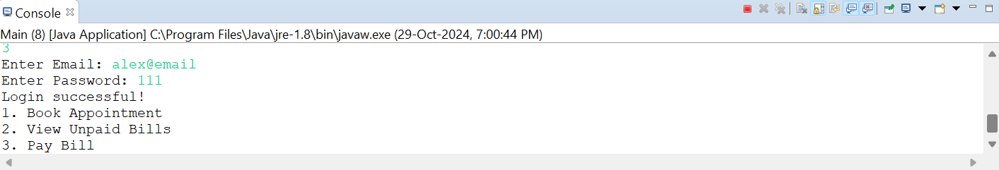 Console
Main (8) [Java Application] C:\Program Files\Java\jre-1.8\bin\javaw.exe (29-Oct-2024, 7:00:44 PM)
3
Enter Email: alex@email
Enter Password: 111
Login successful!
1. Book Appointment
2. View Unpaid Bills
3. Pay Bill